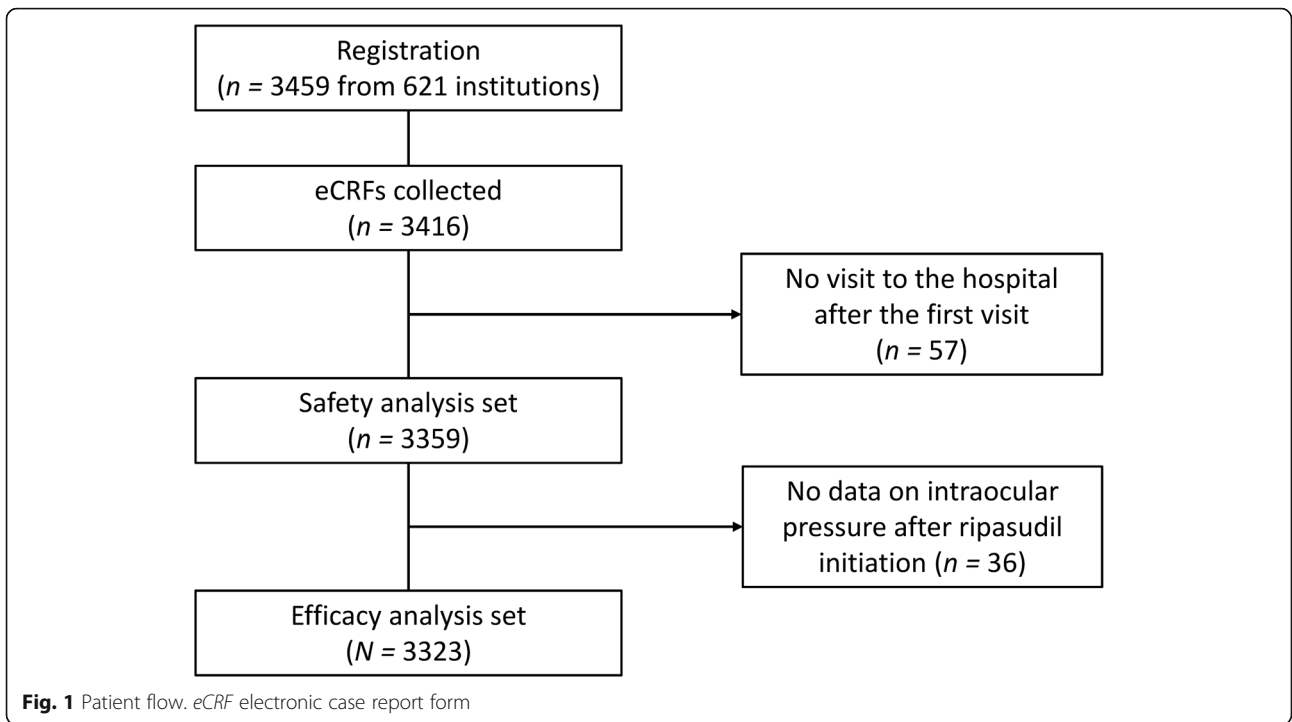 Registration
(n = 3459 from 621 institutions)
eCRFs collected
(n = 3416)
No visit to the hospital
after the first visit
(n = 57)
Safety analysis set
(n = 3359)
No data on intraocular
pressure after ripasudil
initiation (n = 36)
Efficacy analysis set
(N = 3323)
Fig. 1 Patient flow. eCRF electronic case report form